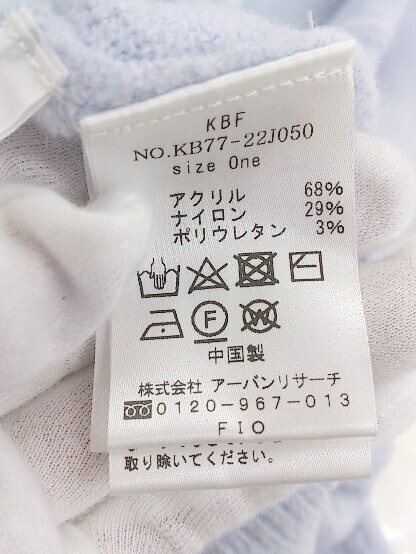 KBF
NO.KB77-22J050
size One
アクリル 68%
ナイロン 29%
ポリウレタン 3%
F W
中国製
株式会社 アーバンリサーチ
0120-967-013
FIO
取り除いてください。